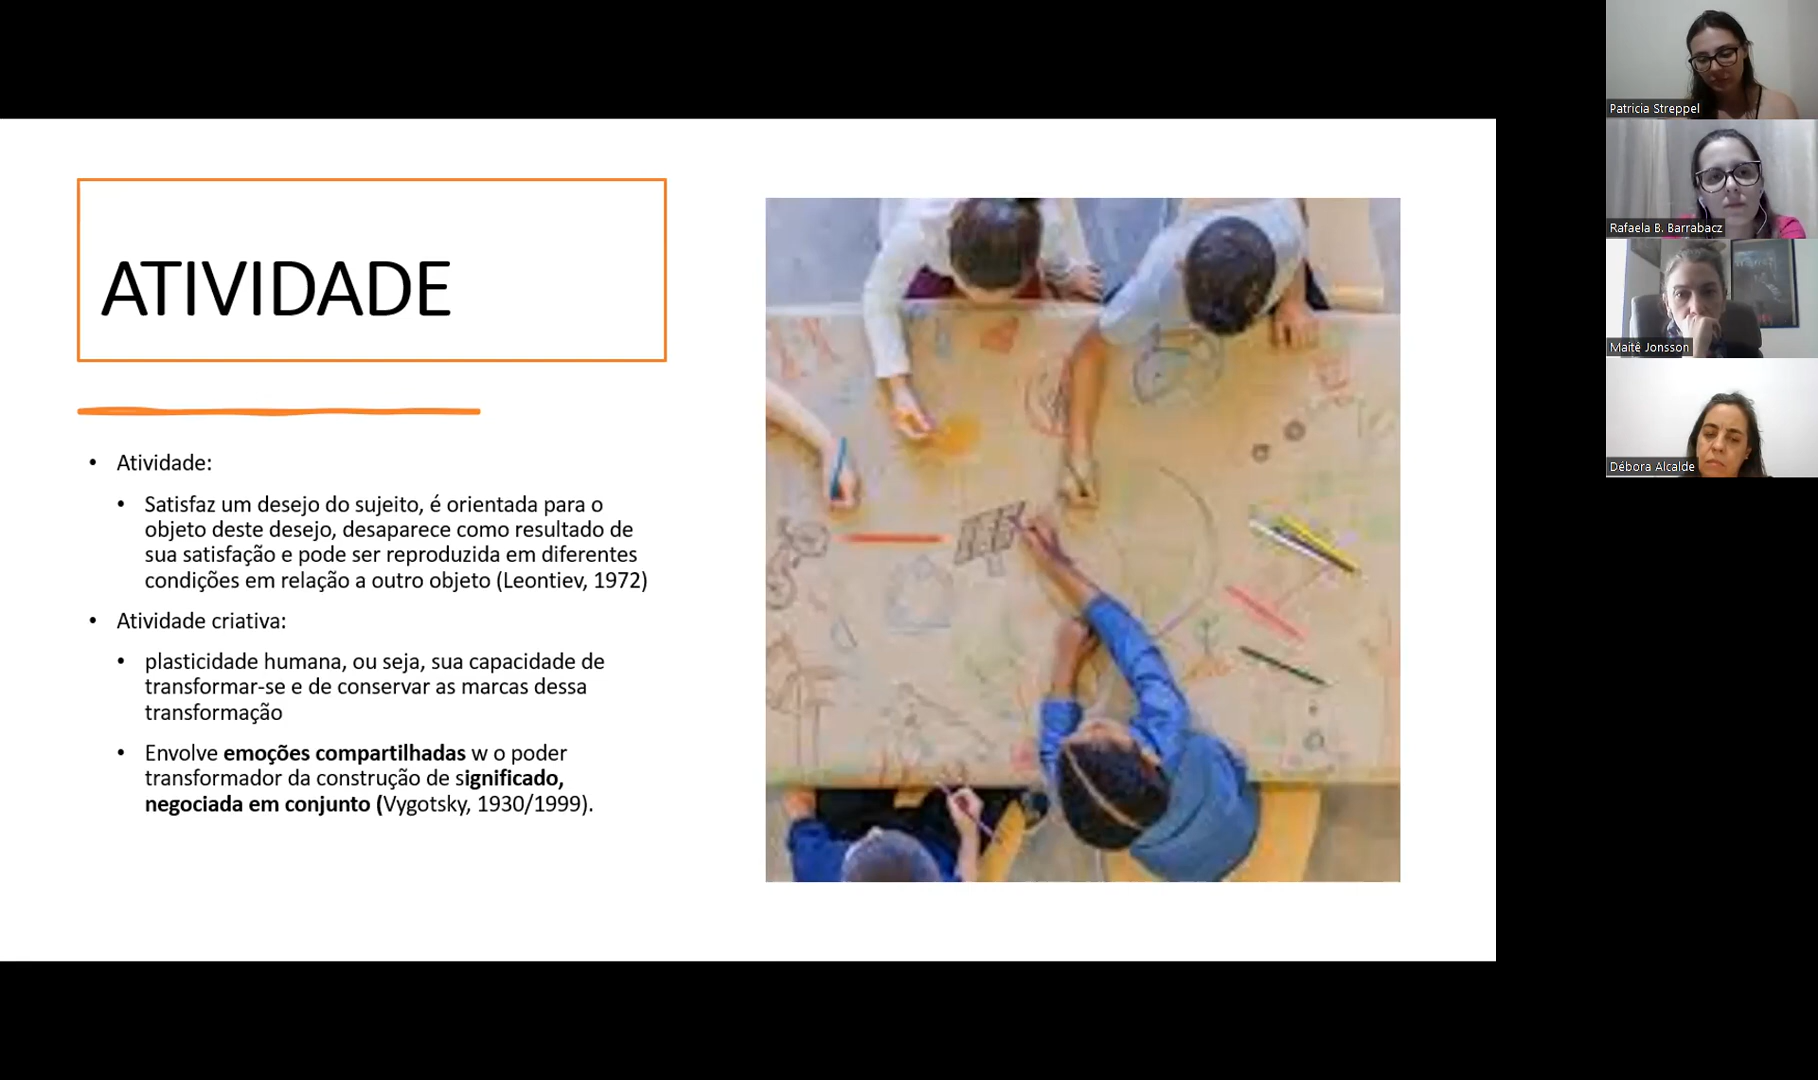 ATIVIDADE
• Atividade:
• Satisfaz um desejo do sujeito, é orientada para o
objeto deste desejo, desaparece como resultado de
sua satisfação e pode ser reproduzida em diferentes
condições em relação a outro objeto (Leontiev, 1972)
• Atividade criativa:
• plasticidade humana, ou seja, sua capacidade de
transformar-se e de conservar as marcas dessa
transformação
• Envolve emoções compartilhadas w o poder
transformador da construção de significado,
negociada em conjunto (Vygotsky, 1930/1999).
Patricia Streppel
Rafaela B. Barrabacz
Maitê Jonsson
Débora Alcalde